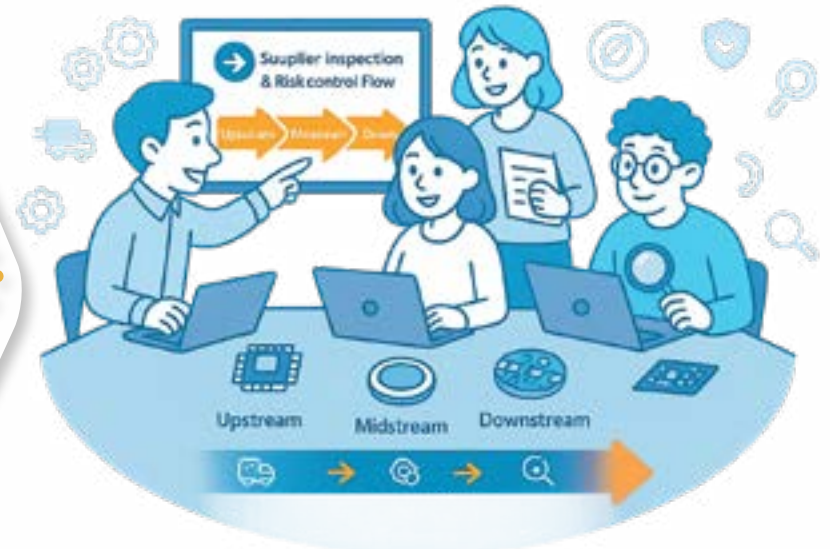 Suuplier inspection
& Risk control Flow
Upstream
Midstream
Downstream